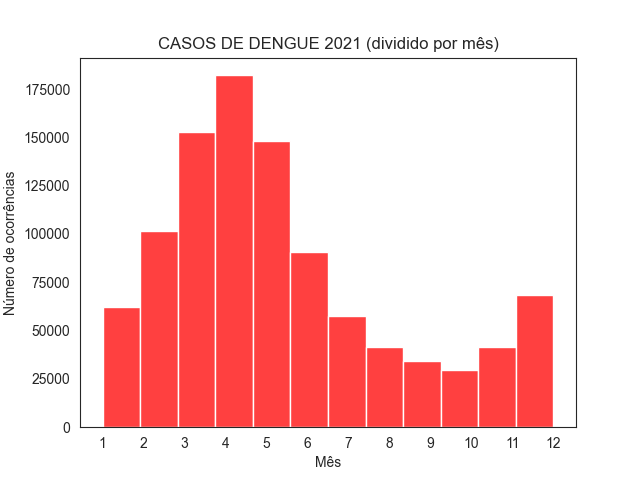 CASOS DE DENGUE 2021 (dividido por mês)
175000
150000
125000
100000
75000
50000
25000
0
Número de ocorrências
1 2 3 4 5 6 7 8 9 10 11 12
Mês